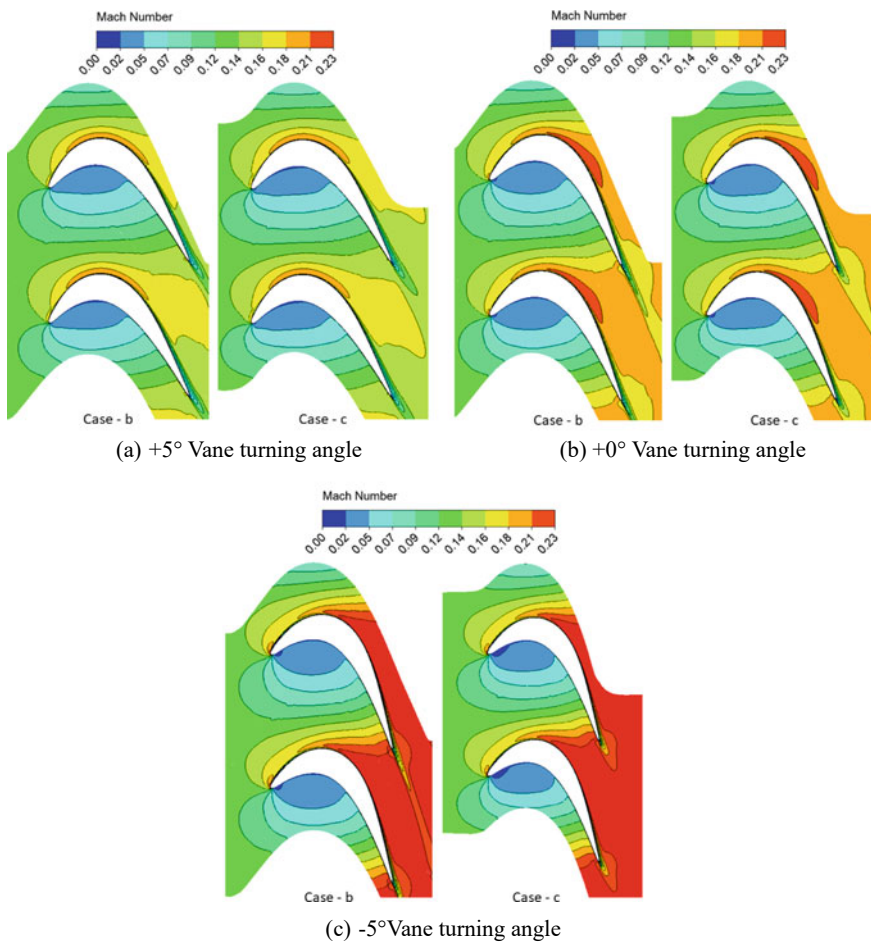 Mach Number
0.00 0.02 0.05 0.07 0.09 0.12 0.14 0.16 0.18 0.21 0.23
Case - b
Case - c
(a) +5° Vane turning angle
Mach Number
0.00 0.02 0.05 0.07 0.09 0.12 0.14 0.16 0.18 0.21 0.23
Case - b
Case - c
(b) +0° Vane turning angle
Mach Number
0.00 0.02 0.05 0.07 0.09 0.12 0.14 0.16 0.18 0.21 0.23
Case - b
Case - c
(c) -5°Vane turning angle